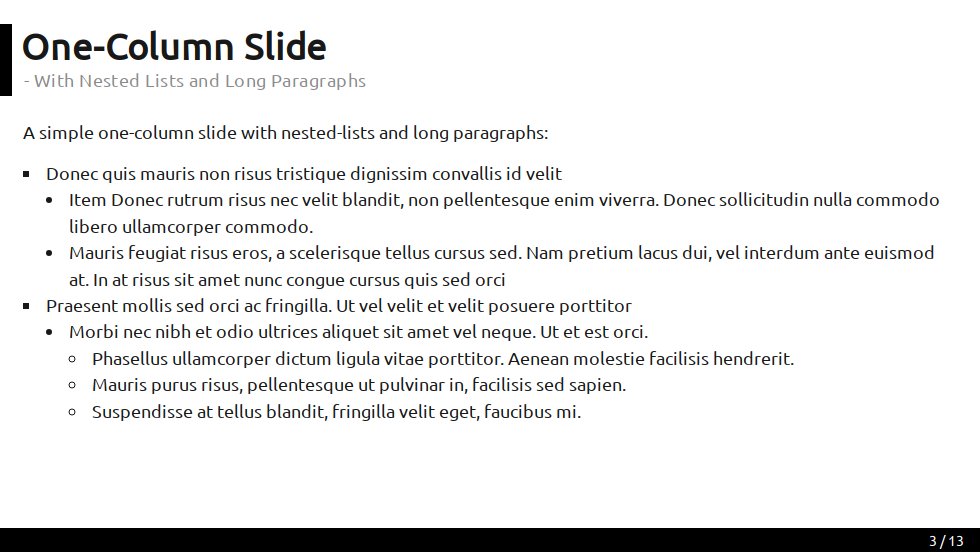 One-Column Slide
- With Nested Lists and Long Paragraphs
A simple one-column slide with nested-lists and long paragraphs:
Donec quis mauris non risus tristique dignissim convallis id velit
Item Donec rutrum risus nec velit blandit, non pellentesque enim viverra. Donec sollicitudin nulla commodo
libero ullamcorper commodo.
Mauris feugiat risus eros, a scelerisque tellus cursus sed. Nam pretium lacus dui, vel interdum ante euismod
at. In at risus sit amet nunc congue cursus quis sed orci
Praesent mollis sed orci ac fringilla. Ut vel velit et velit posuere porttitor
Morbi nec nibh et odio ultrices aliquet sit amet vel neque. Ut et est orci.
Phasellus ullamcorper dictum ligula vitae porttitor. Aenean molestie facilisis hendrerit.
Mauris purus risus, pellentesque ut pulvinar in, facilisis sed sapien.
Suspendisse at tellus blandit, fringilla velit eget, faucibus mi.
3 / 13